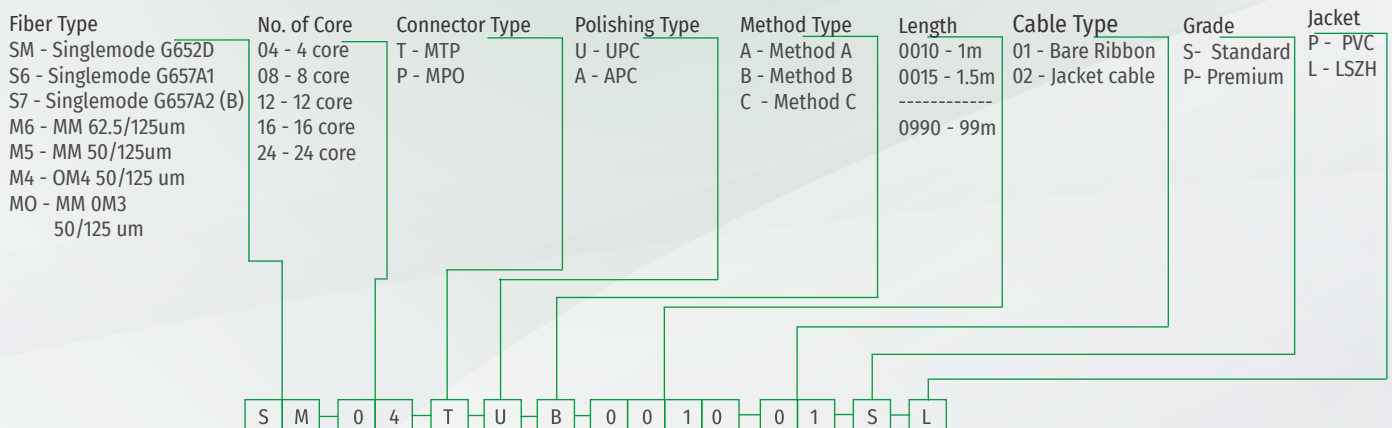 Fiber Type
SM - Singlemode G652D
S6 - Singlemode G657A1
S7 - Singlemode G657A2 (B)
M6 - MM 62.5/125um
M5 - MM 50/125um
M4 - OM4 50/125 um
MO - MM 0M3
50/125 um
No. of Core
04 - 4 core
08 - 8 core
12 - 12 core
16 - 16 core
24 - 24 core
Connector Type
T - MTP
P - MPO
Polishing Type
U - UPC
A - APC
Method Type
A - Method A
B - Method B
C - Method C
Length
0010 - 1m
0015 - 1.5m
------------
0990 - 99m
Cable Type
01 - Bare Ribbon
02 - Jacket cable
Grade
S- Standard
P- Premium
Jacket
P - PVC
L - LSZH
S M - 0 4 - T - U - B - 0 0 1 0 - 0 1 - S - L